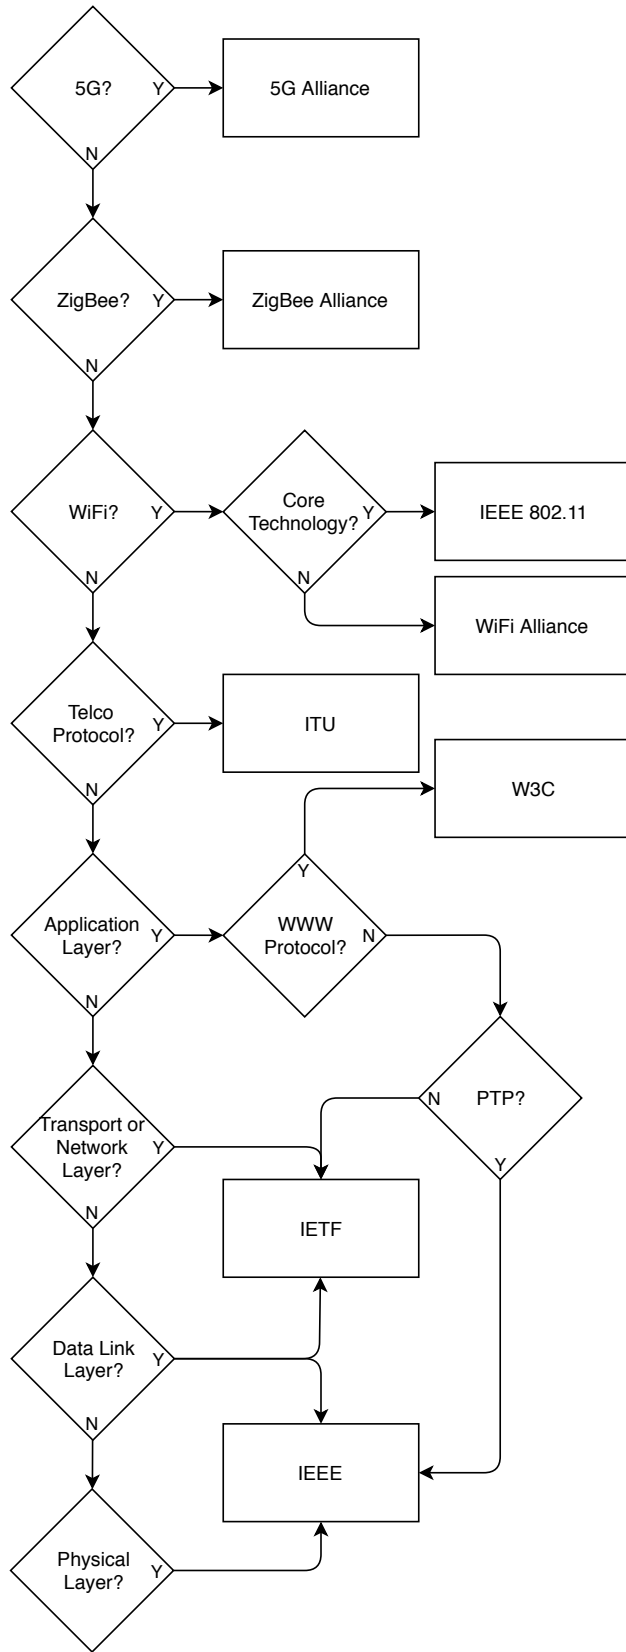 5G?
Y
5G Alliance
N
ZigBee?
Y
ZigBee Alliance
N
WiFi?
Y
Core
Technology?
Y
IEEE 802.11
N
N
WiFi Alliance
Telco
Protocol?
Y
ITU
N
W3C
Application
Layer?
Y
Y
WWW
Protocol?
N
N
PTP?
N
Y
Transport or
Network
Layer?
Y
N
IETF
Data Link
Layer?
Y
N
IEEE
Physical
Layer?
Y